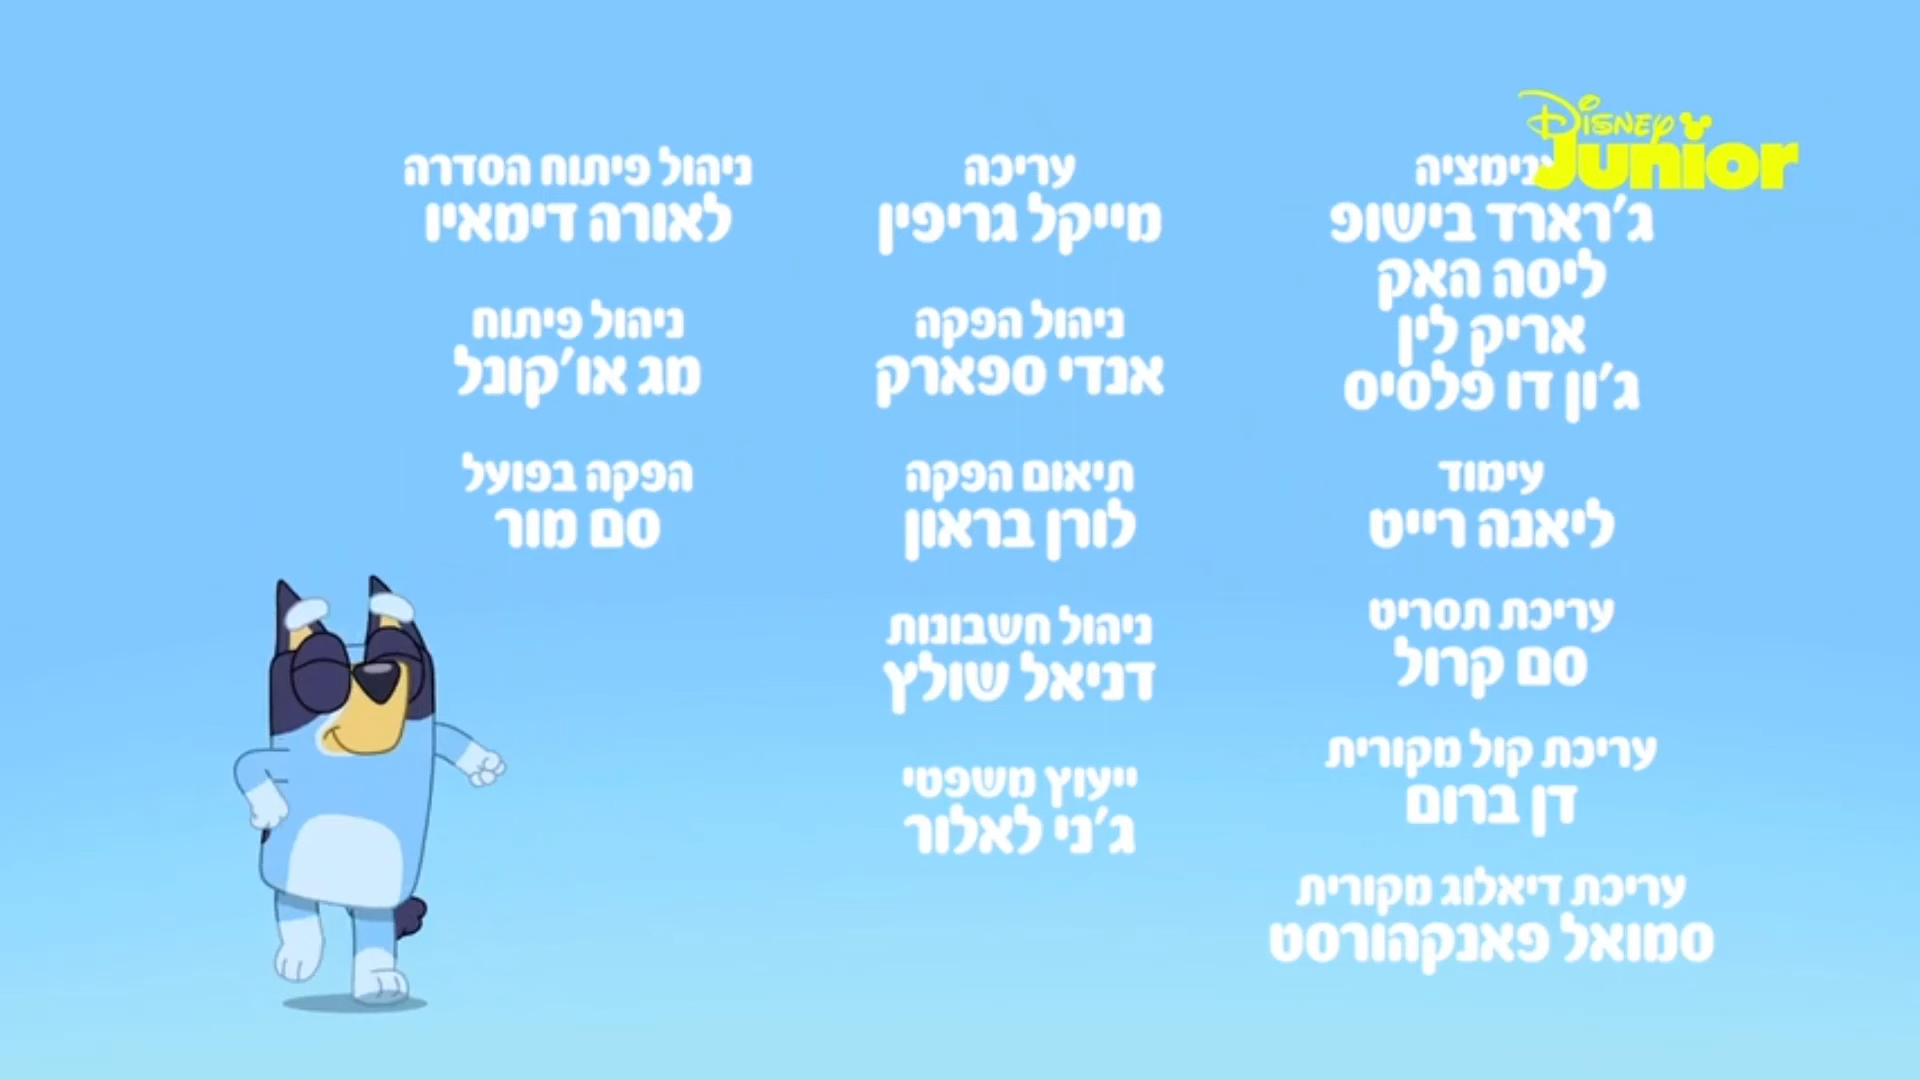 Disney
Junior
נימציה
ג'רארד בישופ
ליסה האק
אריק לין
ג'ון דו פלסיס
עימוד
ליאנה רייט
עריכת תסריט
סם קרול
עריכת קול מקורית
דן ברום
עריכת דיאלוג מקורית
סמואל פאנקהורסט
עריכה
מייקל גריפין
ניהול הפקה
אנדי ספארק
תיאום הפקה
לורן בראון
ניהול חשבונות
דניאל שולץ
ייעוץ משפטי
ג'ני לאלור
ניהול פיתוח הסדרה
לאורה דימאיו
ניהול פיתוח
מג או'קונל
הפקה בפועל
סם מור